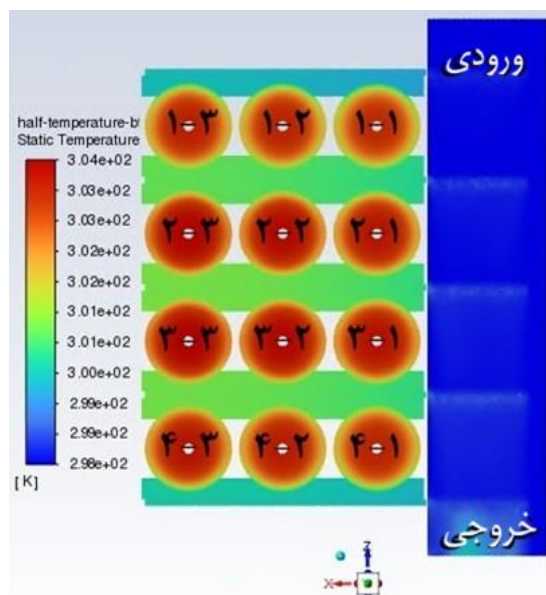 ورودی
half-temperature-b
Static Temperature
3.04e+02
3.03e+02
3.03e+02
3.02e+02
3.02e+02
3.01e+02
3.01e+02
3.00e+02
2.99e+02
2.99e+02
2.98e+02
[ K ]
۱-۳ ۱-۲ ۱-۱
۲-۳ ۲-۲ ۲-۱
۳-۳ ۳-۲ ۳-۱
۴-۳ ۴-۲ ۴-۱
خروجی
Z
X